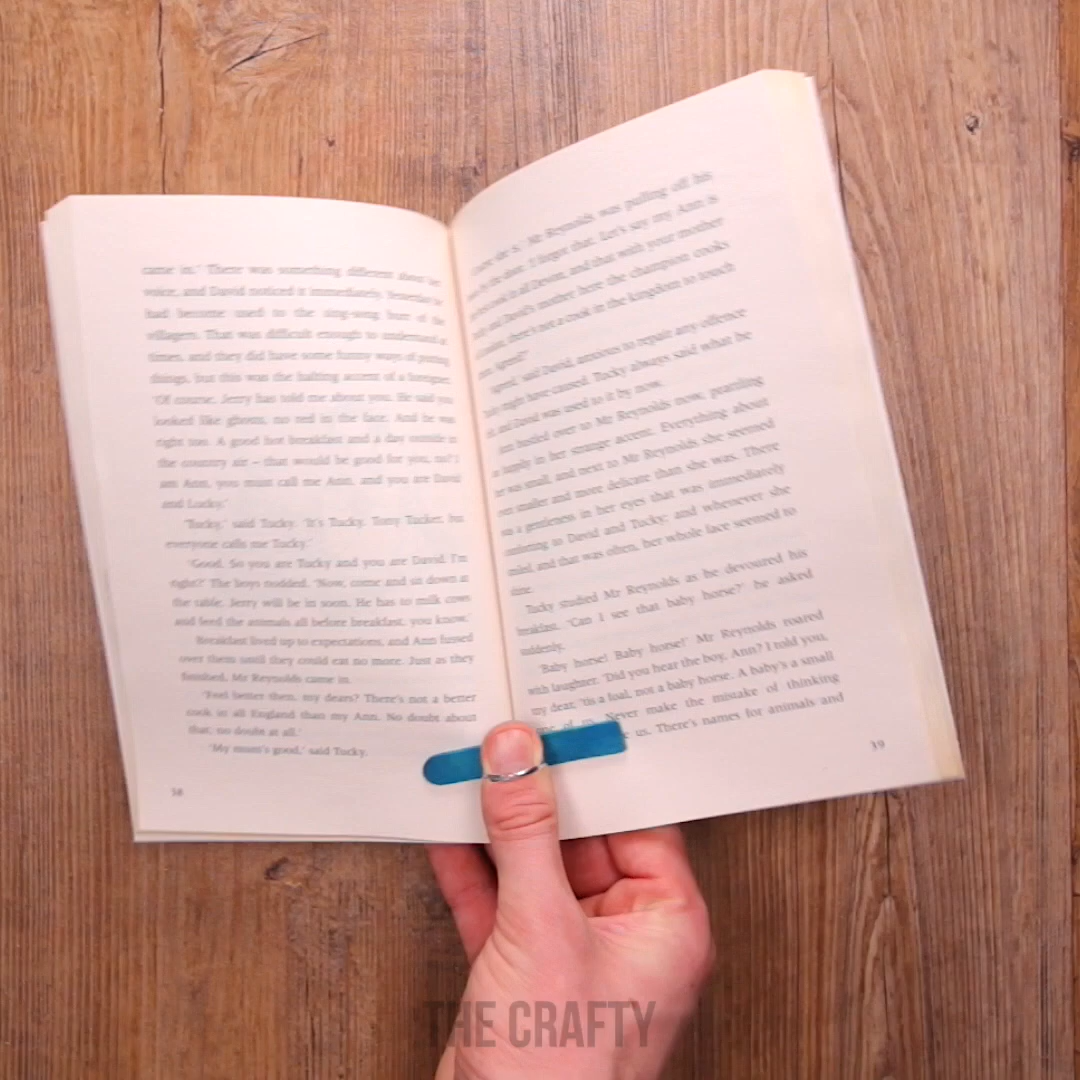 came in.' There was something different about her
voice, and David noticed it immediately.
had become used to the sing-song burr of the
villagers. That was difficult enough to understand at
times, and they did have some funny ways of putting
things, but this was the halting accent of a foreigner.
'Of course, Jerry has told me about you. He said you
looked like ghosts, no red in the face. And he was
right too. A good hot breakfast and a day outside in
the country air – that would be good for you, no? I
am Ann, you must call me Ann, and you are David
and Lucky.'
'Tucky,' said Tucky. 'It's Tucky. Tony Tucker, but
everyone calls me Tucky.'
'Good. So you are Tucky and you are David. I'm
right?' The boys nodded. 'Now, come and sit down at
the table. Jerry will be in soon. He has to milk cows
and feed the animals all before breakfast, you know.'
Breakfast lived up to expectations, and Ann fussed
over them until they could eat no more. Just as they
finished, Mr Reynolds came in.
'Feel better then, my dears? There's not a better
cook in all England than my Ann. No doubt about
that, no doubt at all.'
'My mum's good,' said Tucky.
38
Mr Reynolds was pulling off his
by the door. 'I forgot that. Let's say my Ann is
cook in all Devon, and that with your mother
and David's mother here the champion cooks
there's not a cook in the kingdom to touch
Agreed?'
'Agreed,' said David, anxious to repair any offence
might have caused. Tucky always said what he
and David was used to it by now.
bustled over to Mr Reynolds now, prattling
happily in her strange accent. Everything about
her was small, and next to Mr Reynolds she seemed
even smaller and more delicate than she was. There
was a gentleness in her eyes that was immediately
comforting to David and Tucky; and whenever she
smiled, and that was often, her whole face seemed to
shine.
Tucky studied Mr Reynolds as he devoured his
breakfast. 'Can I see that baby horse?' he asked
suddenly.
'Baby horse! Baby horse!' Mr Reynolds roared
with laughter. 'Did you hear the boy, Ann? I told you,
my dear, 'tis a foal, not a baby horse. A baby's a small
one of us. Never make the mistake of thinking
us. There's names for animals and
39
THE CRAFTY